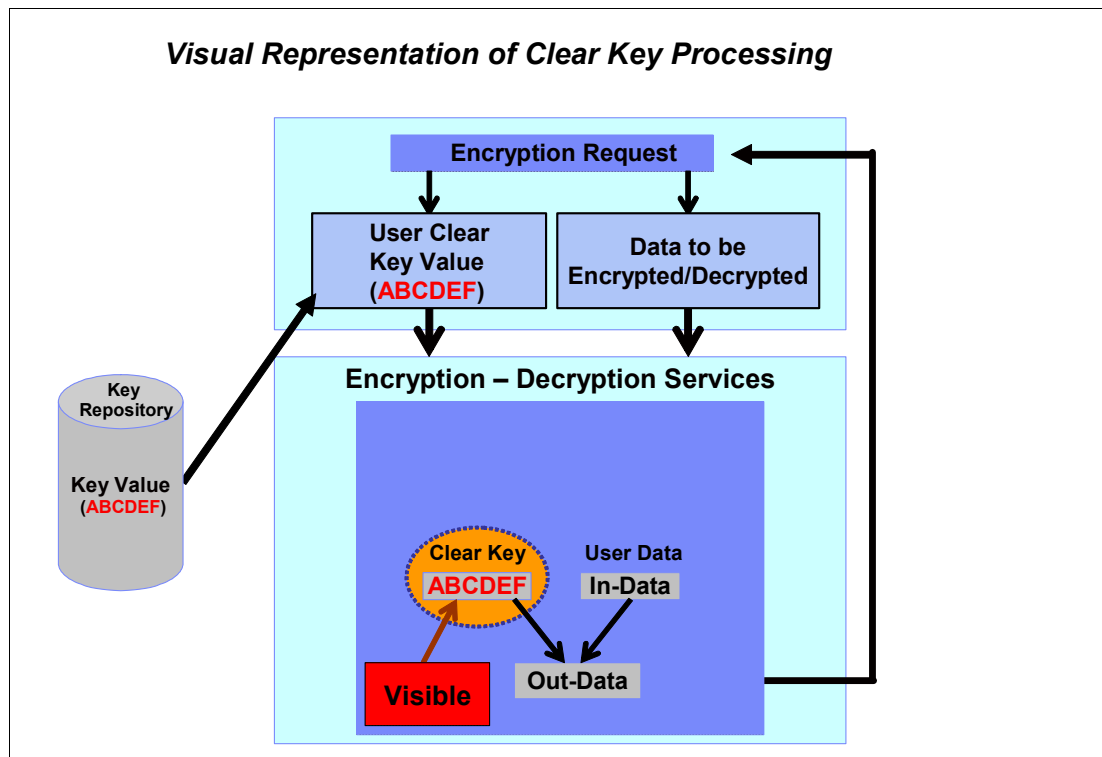 Visual Representation of Clear Key Processing
Encryption Request
User Clear
Key Value
(ABCDEF)
Data to be
Encrypted/Decrypted
Encryption – Decryption Services
Key
Repository
Key Value
(ABCDEF)
Clear Key
ABCDEF
User Data
In-Data
Out-Data
Visible